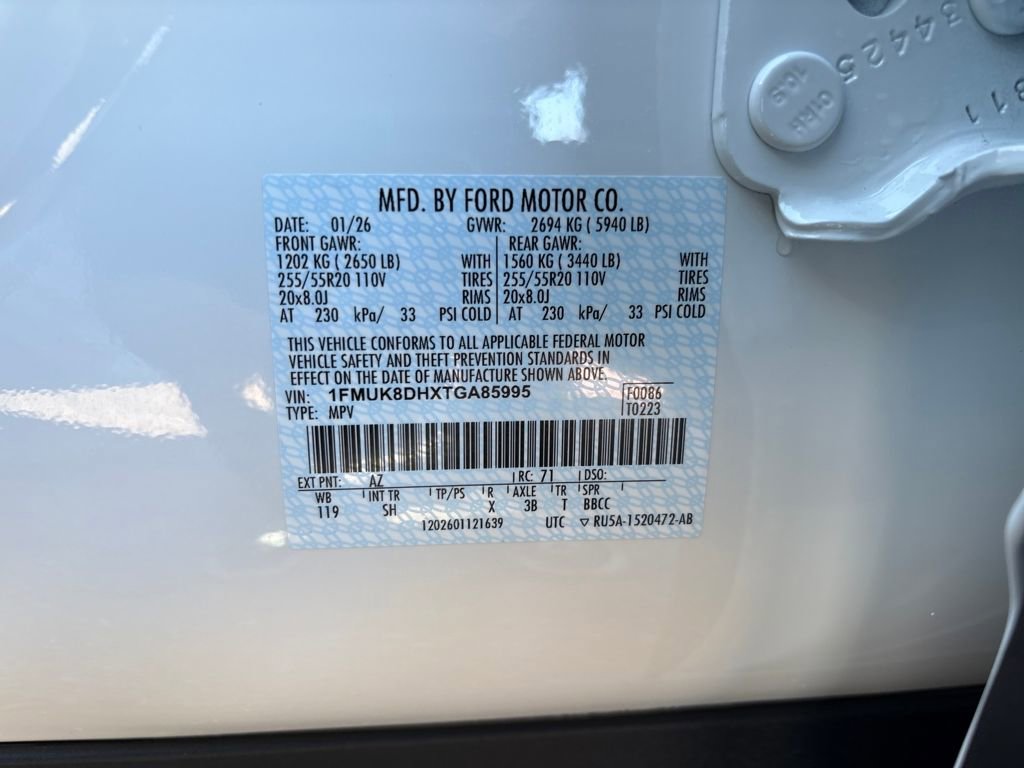 MFD. BY FORD MOTOR CO.
DATE: 01/26 GVWR: 2694 KG ( 5940 LB)
FRONT GAWR: REAR GAWR:
1202 KG ( 2650 LB) WITH 1560 KG ( 3440 LB) WITH
255/55R20 110V TIRES 255/55R20 110V TIRES
20x8.0J RIMS 20x8.0J RIMS
AT 230 kPa/ 33 PSI COLD AT 230 kPa/ 33 PSI COLD
THIS VEHICLE CONFORMS TO ALL APPLICABLE FEDERAL MOTOR
VEHICLE SAFETY AND THEFT PREVENTION STANDARDS IN
EFFECT ON THE DATE OF MANUFACTURE SHOWN ABOVE.
VIN: 1FMUK8DHXTGA85995 F0086
TYPE: MPV T0223
EXT PNT: AZ RC: 71 DSO:
WB INT TR TP/PS R AXLE TR SPR
119 SH X 3B T BBCC
1202601121639 UTC ▽ RU5A-1520472-AB
34425
311
10.9